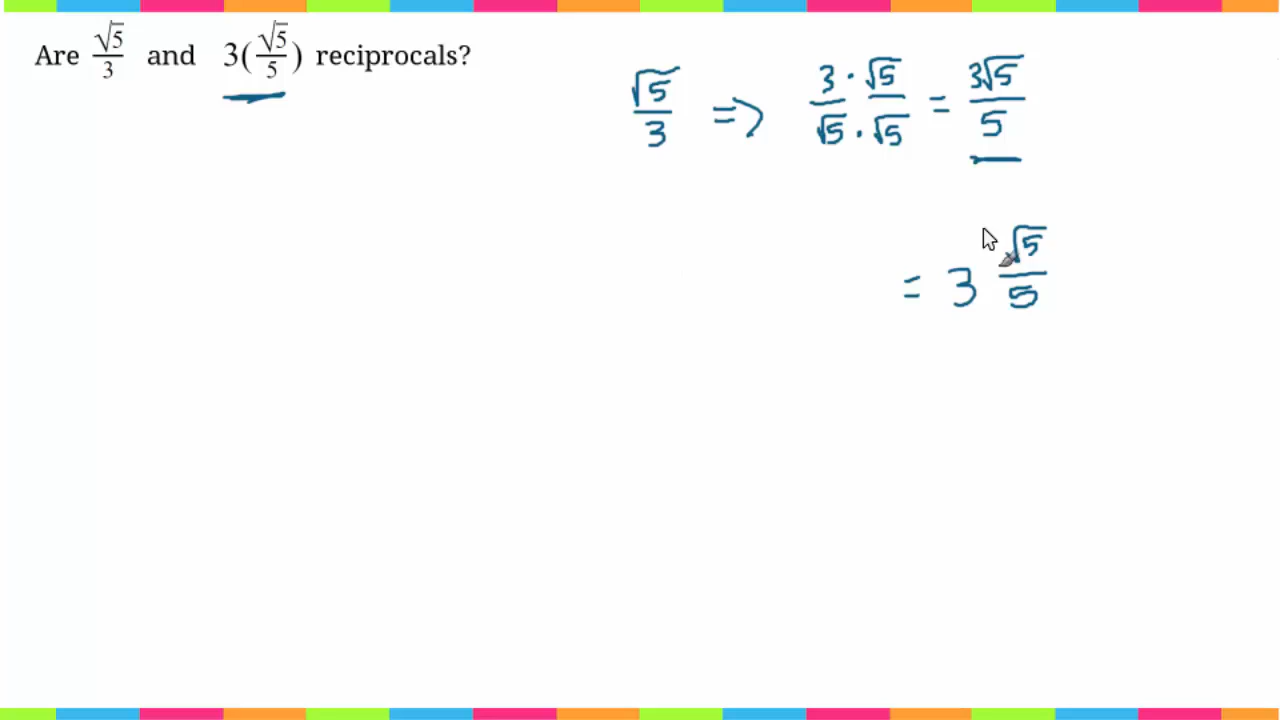 Are √5/3 and 3(√5/5) reciprocals?
√5/3 => 3·√5/√5·√5 = 3√5/5
= 3 √5/5